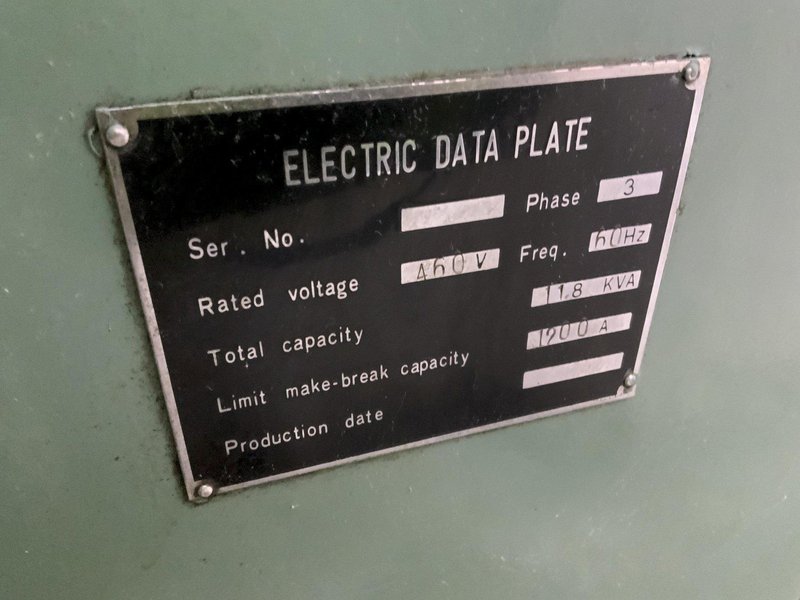 ELECTRIC DATA PLATE
Ser. No.
Phase 3
Rated voltage 460V
Freq. 60Hz
Total capacity 11.8 KVA
Limit make-break capacity 1200 A
Production date